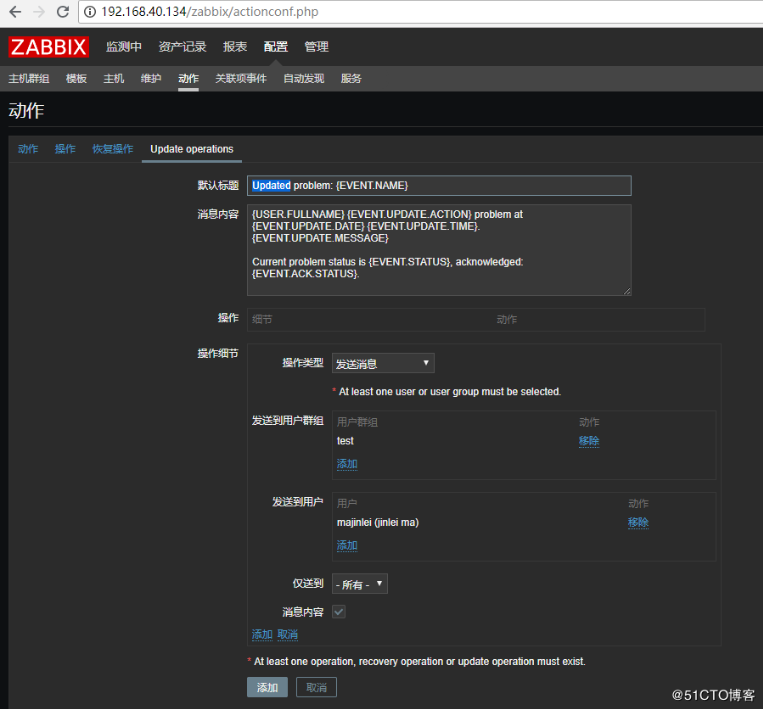 192.168.40.134/zabbix/actionconf.php
ZABBIX 监测中 资产记录 报表 配置 管理
主机群组 模板 主机 维护 动作 关联项事件 自动发现 服务
动作
动作 操作 恢复操作 Update operations
默认标题 Updated problem: {EVENT.NAME}
消息内容 {USER.FULLNAME} {EVENT.UPDATE.ACTION} problem at
{EVENT.UPDATE.DATE} {EVENT.UPDATE.TIME}.
{EVENT.UPDATE.MESSAGE}
Current problem status is {EVENT.STATUS}, acknowledged:
{EVENT.ACK.STATUS}.
操作 细节 动作
操作细节
操作类型 发送消息
* At least one user or user group must be selected.
发送到用户群组 用户群组 动作
test 移除
添加
发送到用户 用户 动作
majinlei (jinlei ma) 移除
添加
仅送到 - 所有 -
消息内容
添加 取消
* At least one operation, recovery operation or update operation must exist.
添加 取消
@51CTO博客